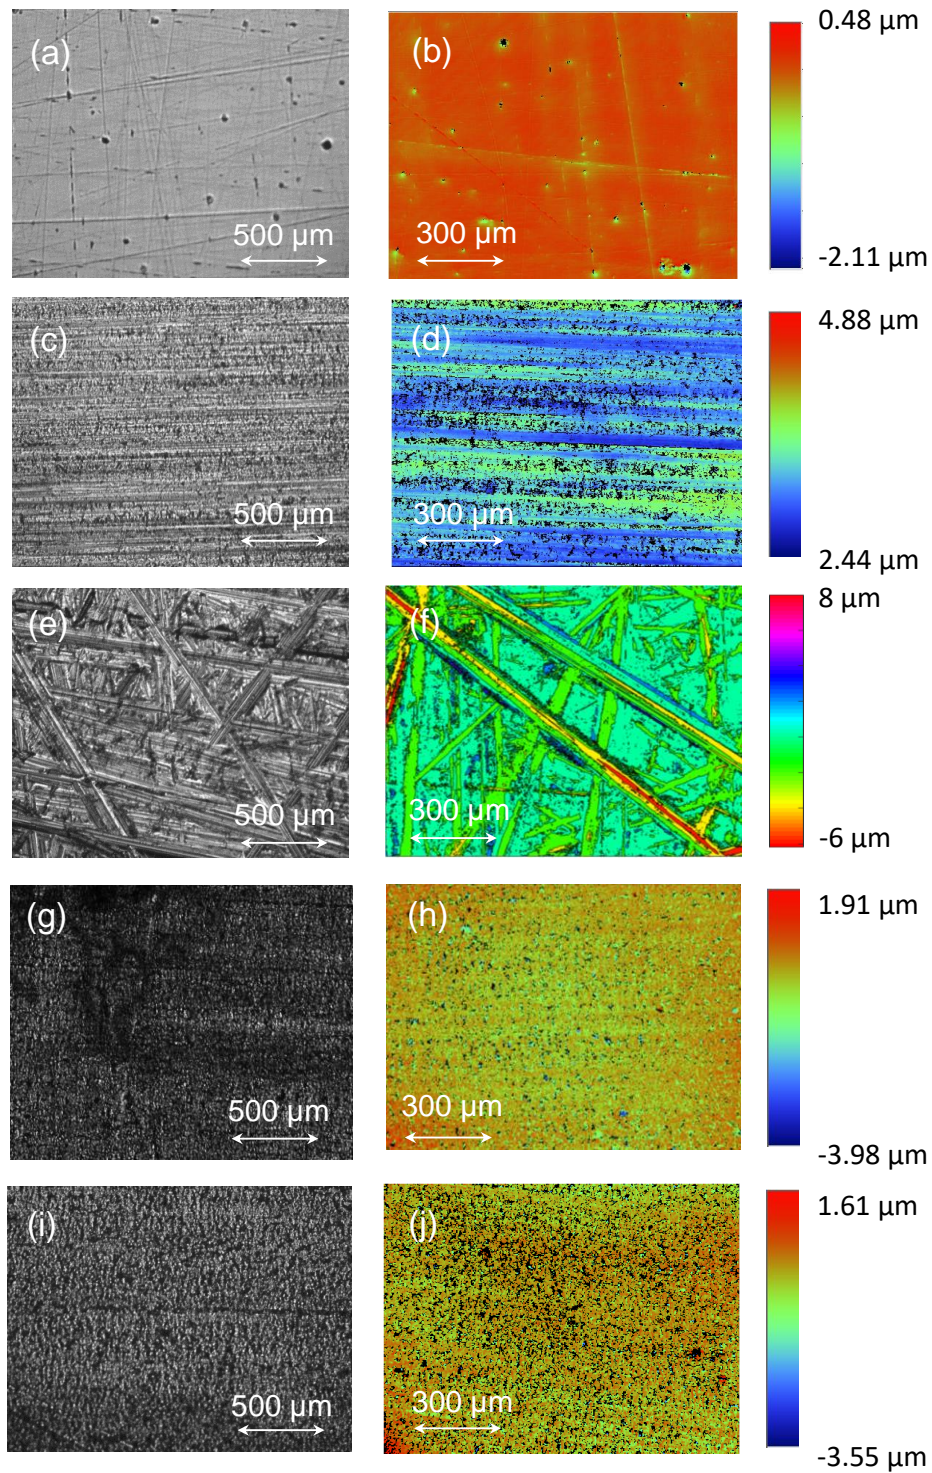 (a)
500 µm
(b)
300 µm
0.48 µm
-2.11 µm
(c)
500 µm
(d)
300 µm
4.88 µm
2.44 µm
(e)
500 µm
(f)
300 µm
8 µm
-6 µm
(g)
500 µm
(h)
300 µm
1.91 µm
-3.98 µm
(i)
500 µm
(j)
300 µm
1.61 µm
-3.55 µm